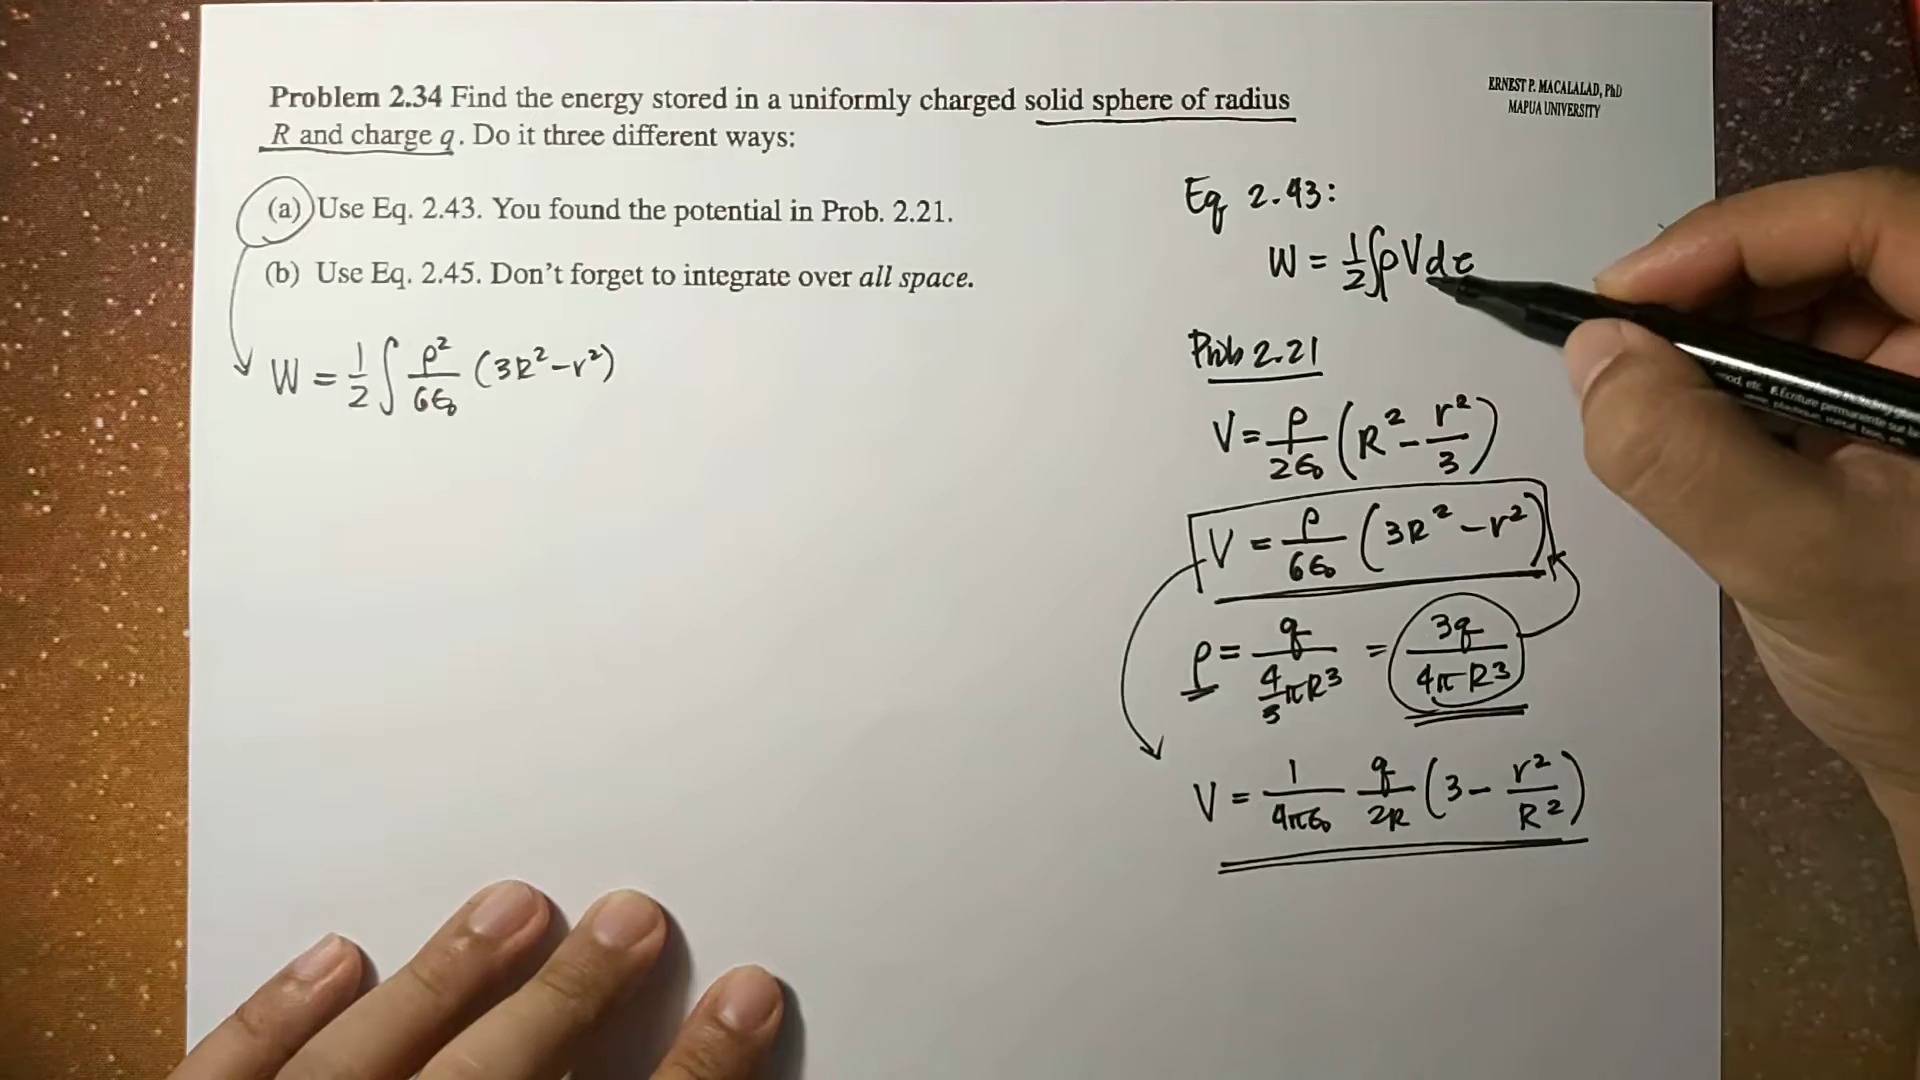 Problem 2.34 Find the energy stored in a uniformly charged solid sphere of radius
R and charge q. Do it three different ways:
(a) Use Eq. 2.43. You found the potential in Prob. 2.21.
(b) Use Eq. 2.45. Don't forget to integrate over all space.
W = 1/2 ∫ ρ²/6ε₀ (3R² − r²)
ERNEST P. MACALALAD, PhD
MAPUA UNIVERSITY
Eq 2.43:
W = 1/2 ∫ρVdτ
Prob 2.21
V = ρ/2ε₀ (R² − r²/3)
V = ρ/6ε₀ (3R² − r²)
ρ = q/(4/3 πR³) = 3q/4πR³
V = 1/4πε₀ q/2R (3 − r²/R²)